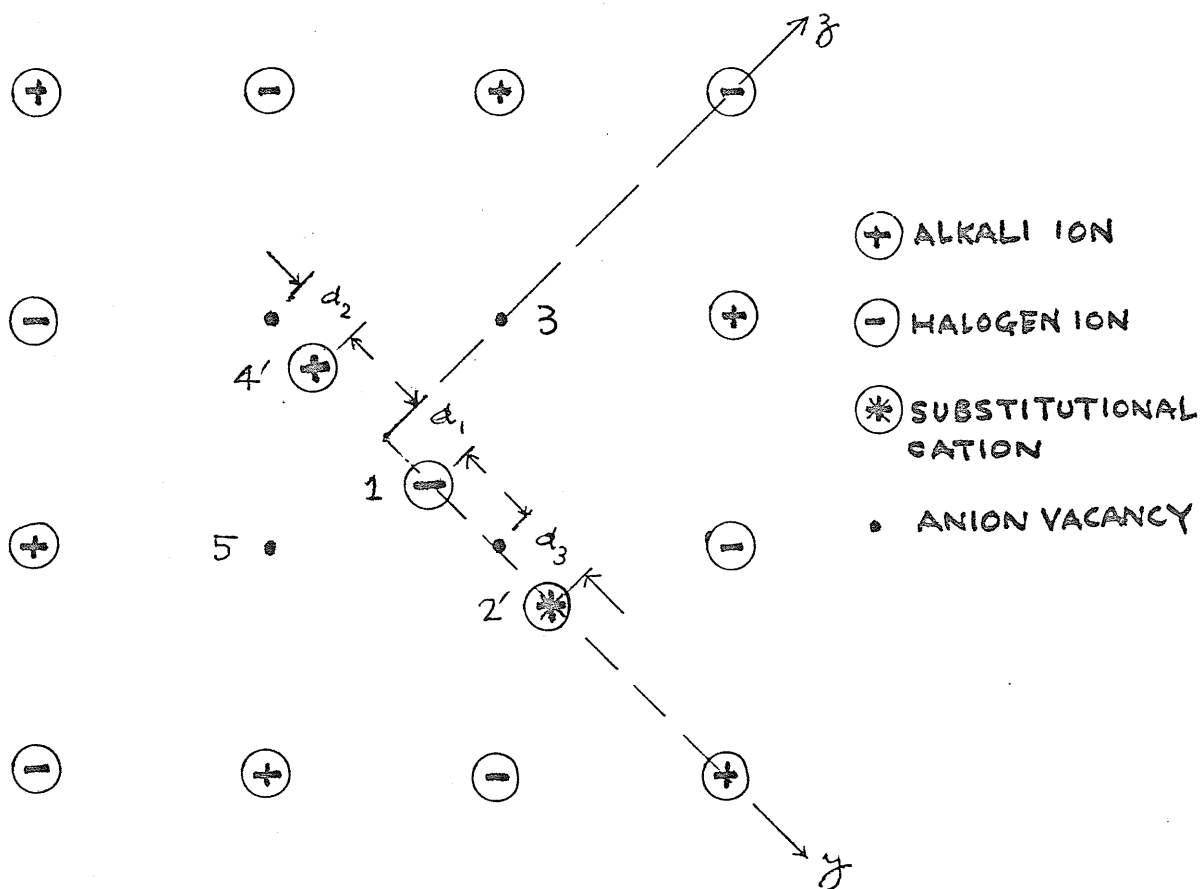 z
+ - + -
+ ALKALI ION
d₂
- 3 +
- HALOGEN ION
4′ +
d₁
* SUBSTITUTIONAL
CATION
1 -
• ANION VACANCY
+ 5 d₃ -
2′ *
- + - +
y